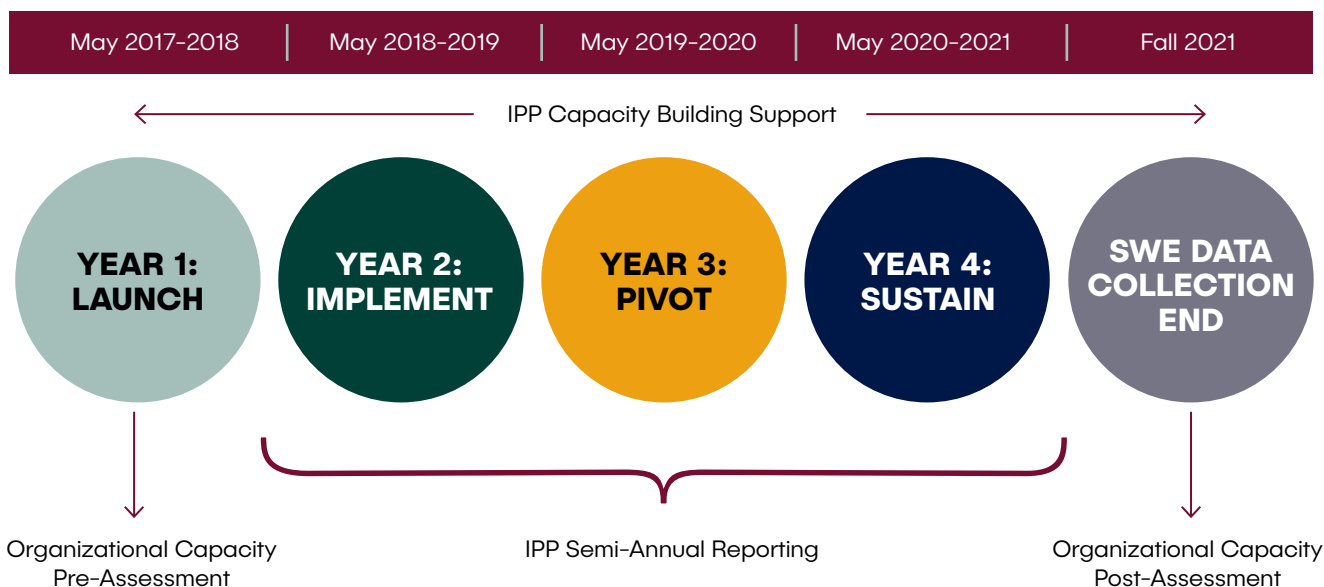 May 2017-2018
May 2018-2019
May 2019-2020
May 2020-2021
Fall 2021
IPP Capacity Building Support
YEAR 1:
LAUNCH
YEAR 2:
IMPLEMENT
YEAR 3:
PIVOT
YEAR 4:
SUSTAIN
SWE DATA
COLLECTION
END
Organizational Capacity
Pre-Assessment
IPP Semi-Annual Reporting
Organizational Capacity
Post-Assessment